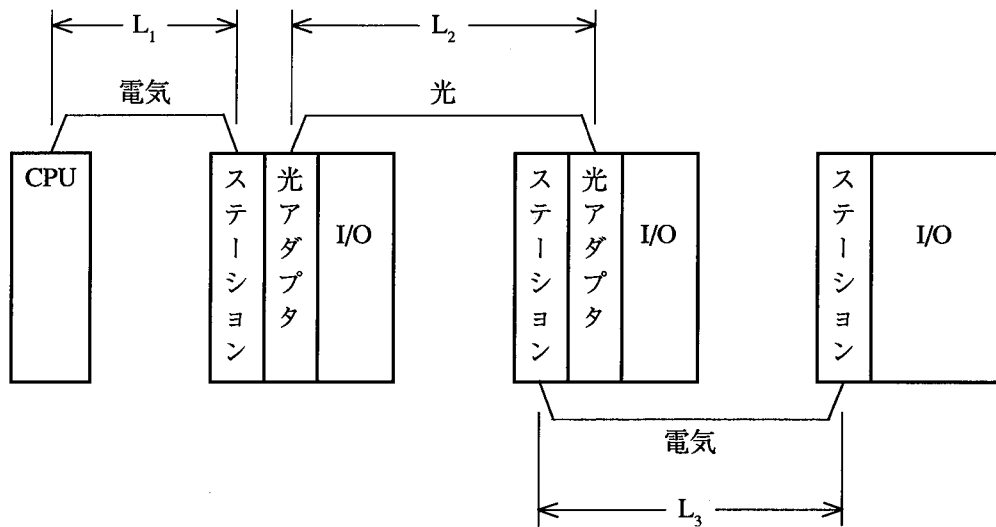 L₁
L₂
電気
光
CPU
ステーション
光アダプタ
I/O
ステーション
光アダプタ
I/O
ステーション
I/O
電気
L₃